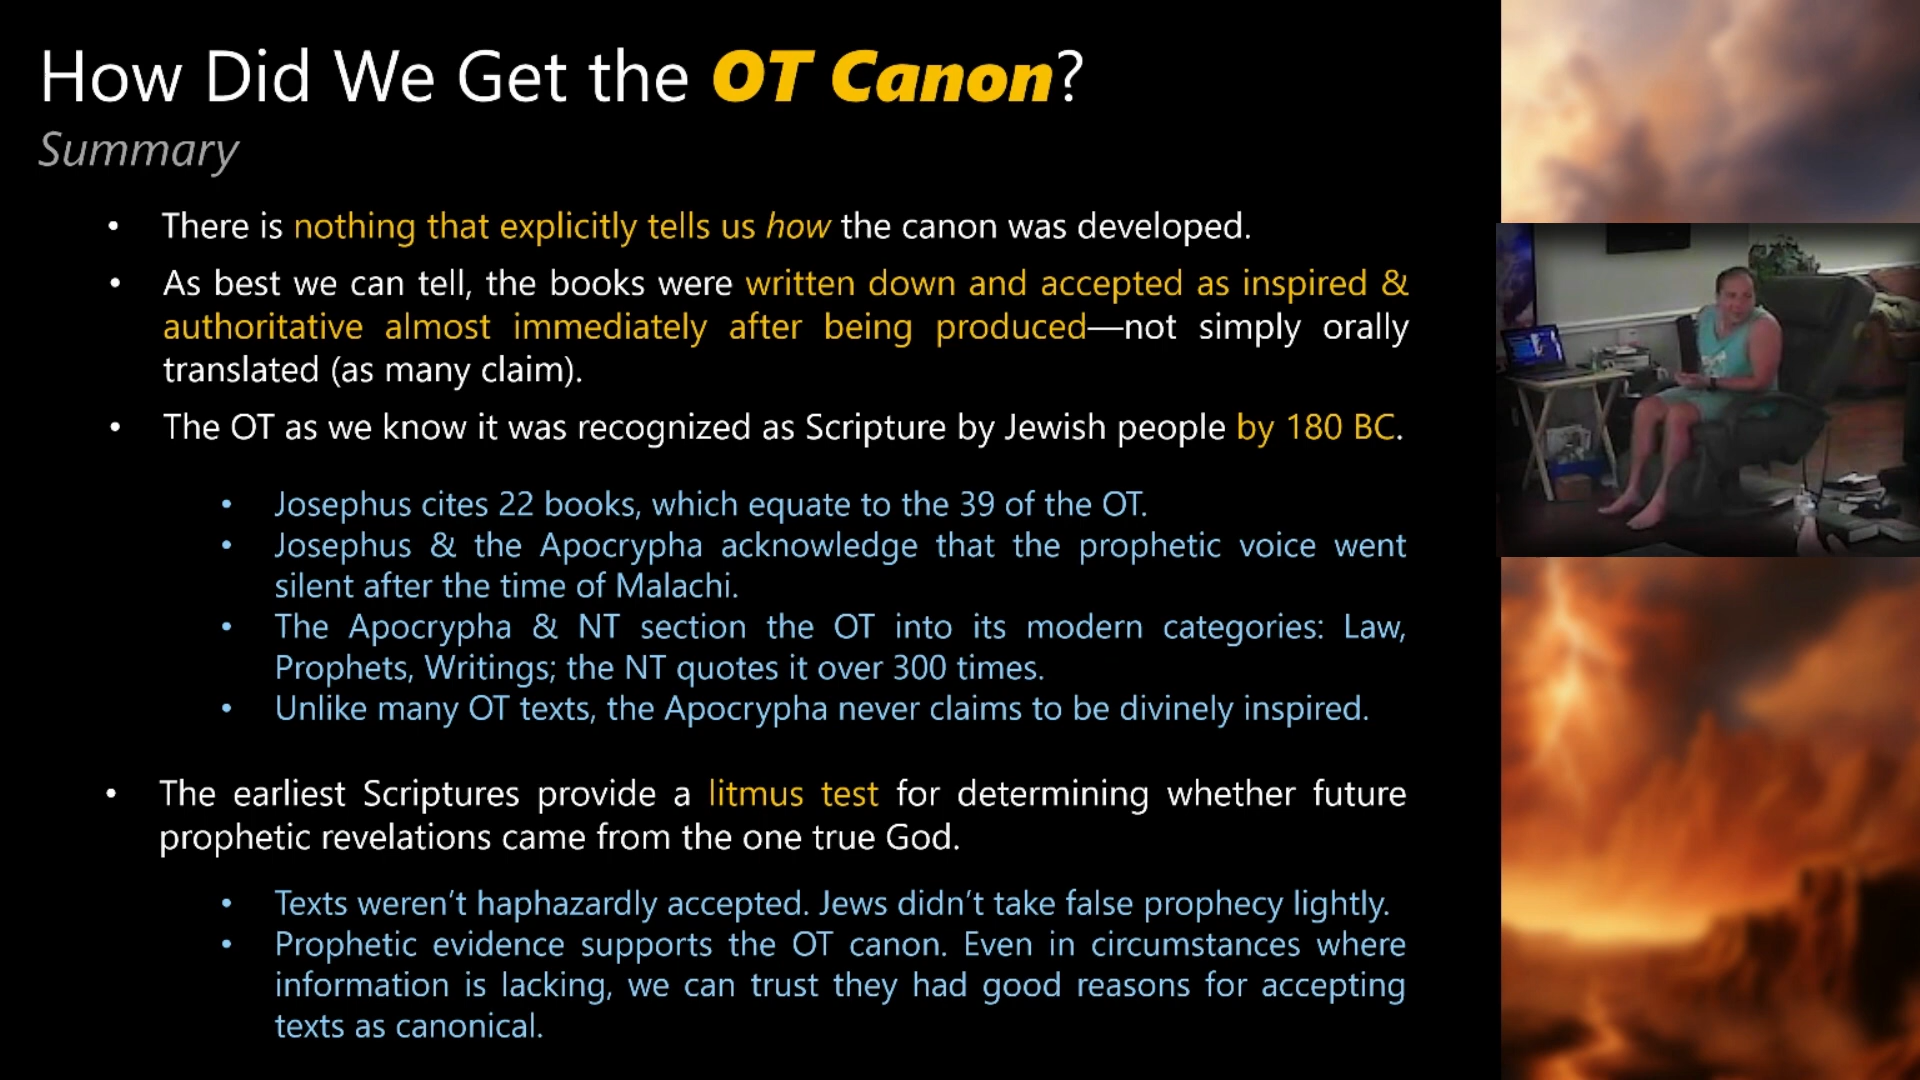 How Did We Get the OT Canon?
Summary
• There is nothing that explicitly tells us how the canon was developed.
• As best we can tell, the books were written down and accepted as inspired &
authoritative almost immediately after being produced—not simply orally
translated (as many claim).
• The OT as we know it was recognized as Scripture by Jewish people by 180 BC.
• Josephus cites 22 books, which equate to the 39 of the OT.
• Josephus & the Apocrypha acknowledge that the prophetic voice went
silent after the time of Malachi.
• The Apocrypha & NT section the OT into its modern categories: Law,
Prophets, Writings; the NT quotes it over 300 times.
• Unlike many OT texts, the Apocrypha never claims to be divinely inspired.
• The earliest Scriptures provide a litmus test for determining whether future
prophetic revelations came from the one true God.
• Texts weren’t haphazardly accepted. Jews didn’t take false prophecy lightly.
• Prophetic evidence supports the OT canon. Even in circumstances where
information is lacking, we can trust they had good reasons for accepting
texts as canonical.